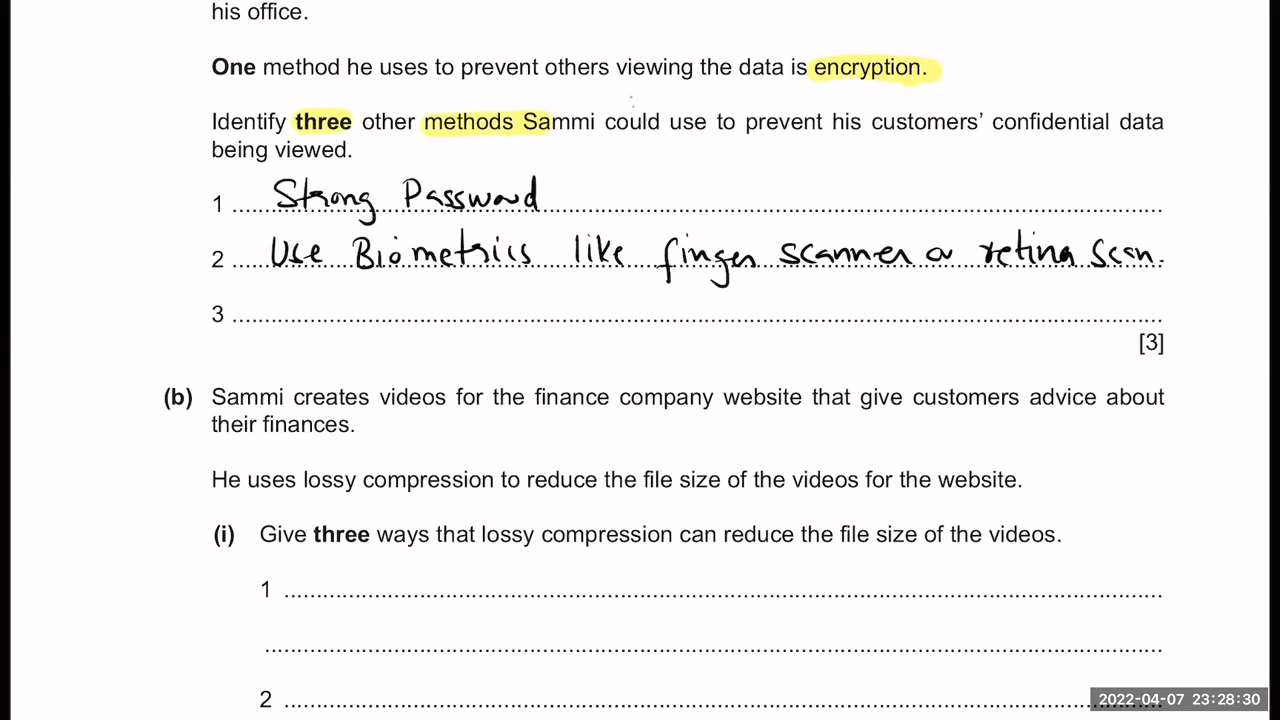 his office.
One method he uses to prevent others viewing the data is encryption.
Identify three other methods Sammi could use to prevent his customers’ confidential data
being viewed.
1 Strong Password
2 Use Biometrics like finger scanner or retina scan.
3
[3]
(b) Sammi creates videos for the finance company website that give customers advice about
their finances.
He uses lossy compression to reduce the file size of the videos for the website.
(i) Give three ways that lossy compression can reduce the file size of the videos.
1
2
2022-04-07 23:28:30